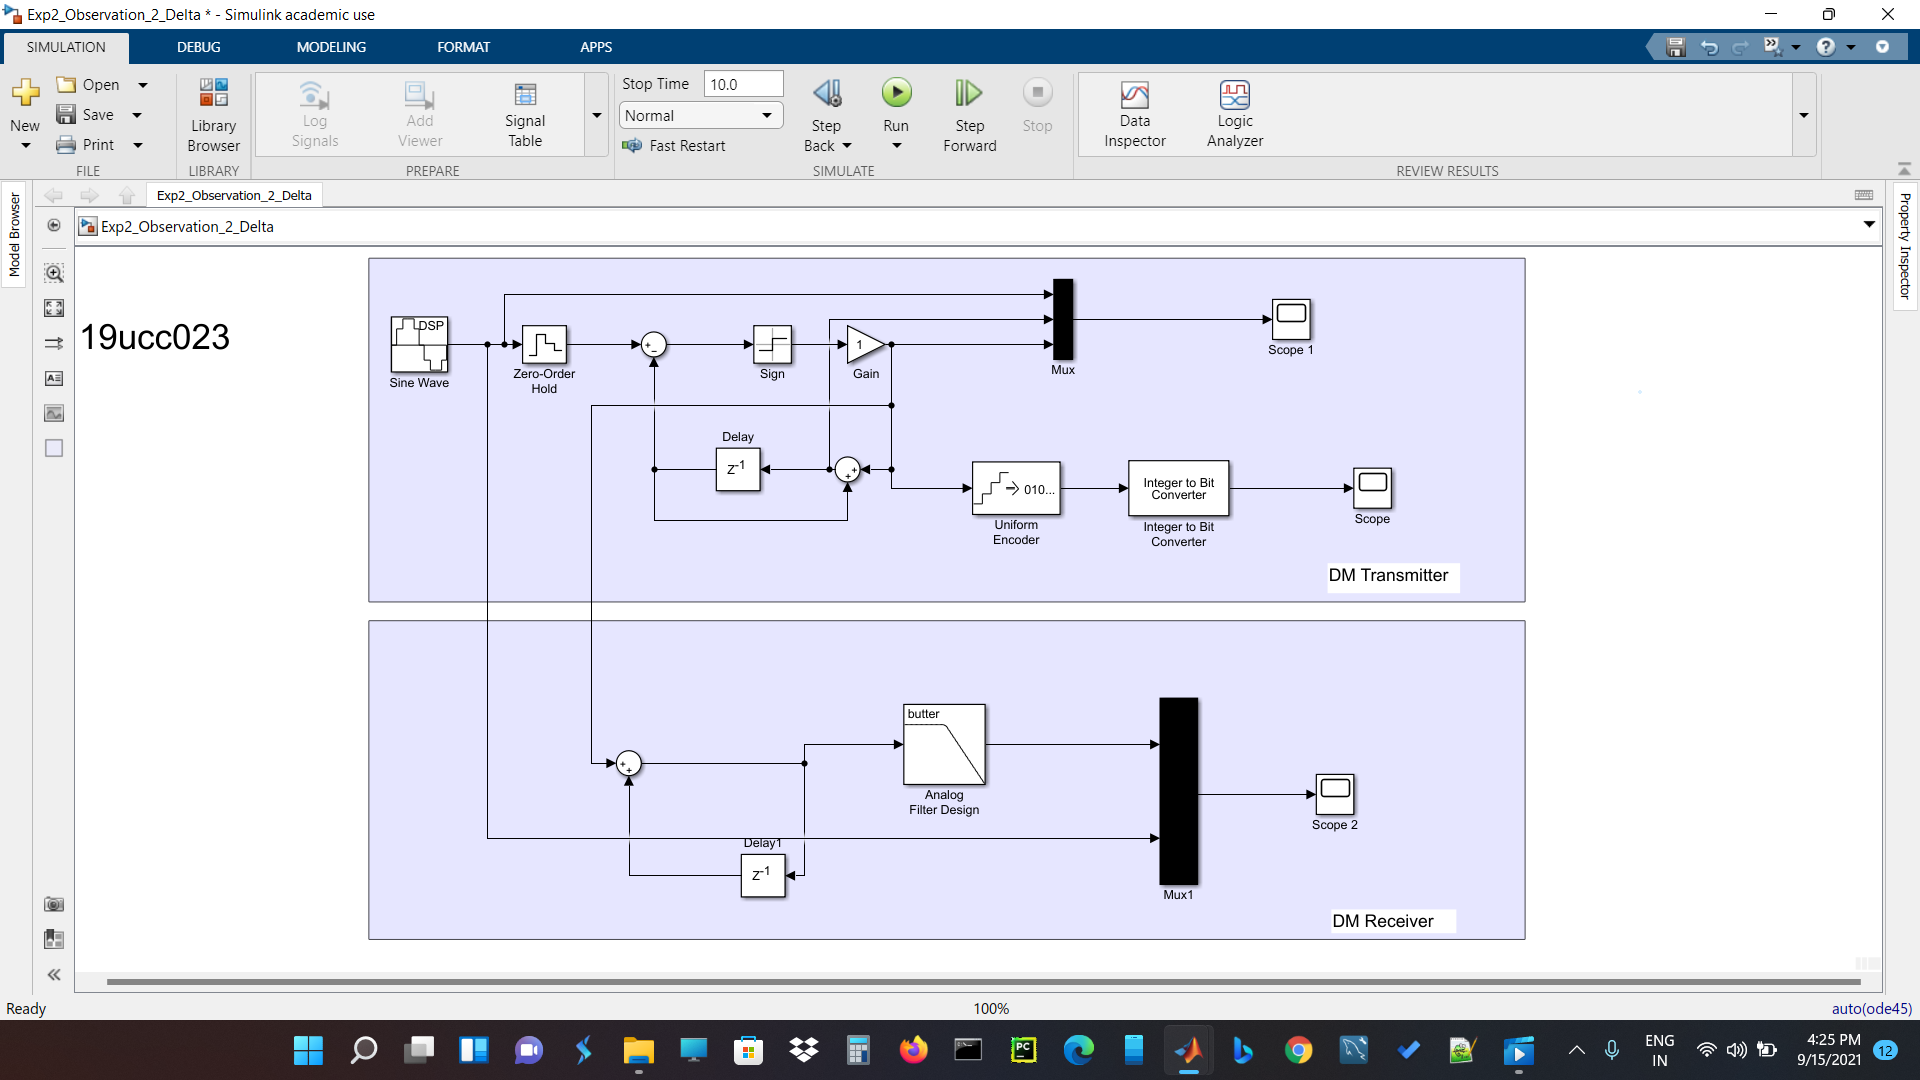 Exp2_Observation_2_Delta * - Simulink academic use
SIMULATION
DEBUG
MODELING
FORMAT
APPS
New
Open
Save
Print
FILE
Library
Browser
LIBRARY
Log
Signals
Add
Viewer
Signal
Table
PREPARE
Stop Time 10.0
Normal
Fast Restart
Step
Back
Run
Step
Forward
Stop
SIMULATE
Data
Inspector
Logic
Analyzer
REVIEW RESULTS
Model Browser
Exp2_Observation_2_Delta
Exp2_Observation_2_Delta
Property Inspector
19ucc023
DSP
Sine Wave
Zero-Order
Hold
Sign
1
Gain
Mux
Scope 1
Delay
z-1
010...
Uniform
Encoder
Integer to Bit
Converter
Integer to Bit
Converter
Scope
DM Transmitter
butter
Analog
Filter Design
Delay1
z-1
Mux1
Scope 2
DM Receiver
Ready
100%
auto(ode45)
PC
ENG
IN
4:25 PM
9/15/2021
12